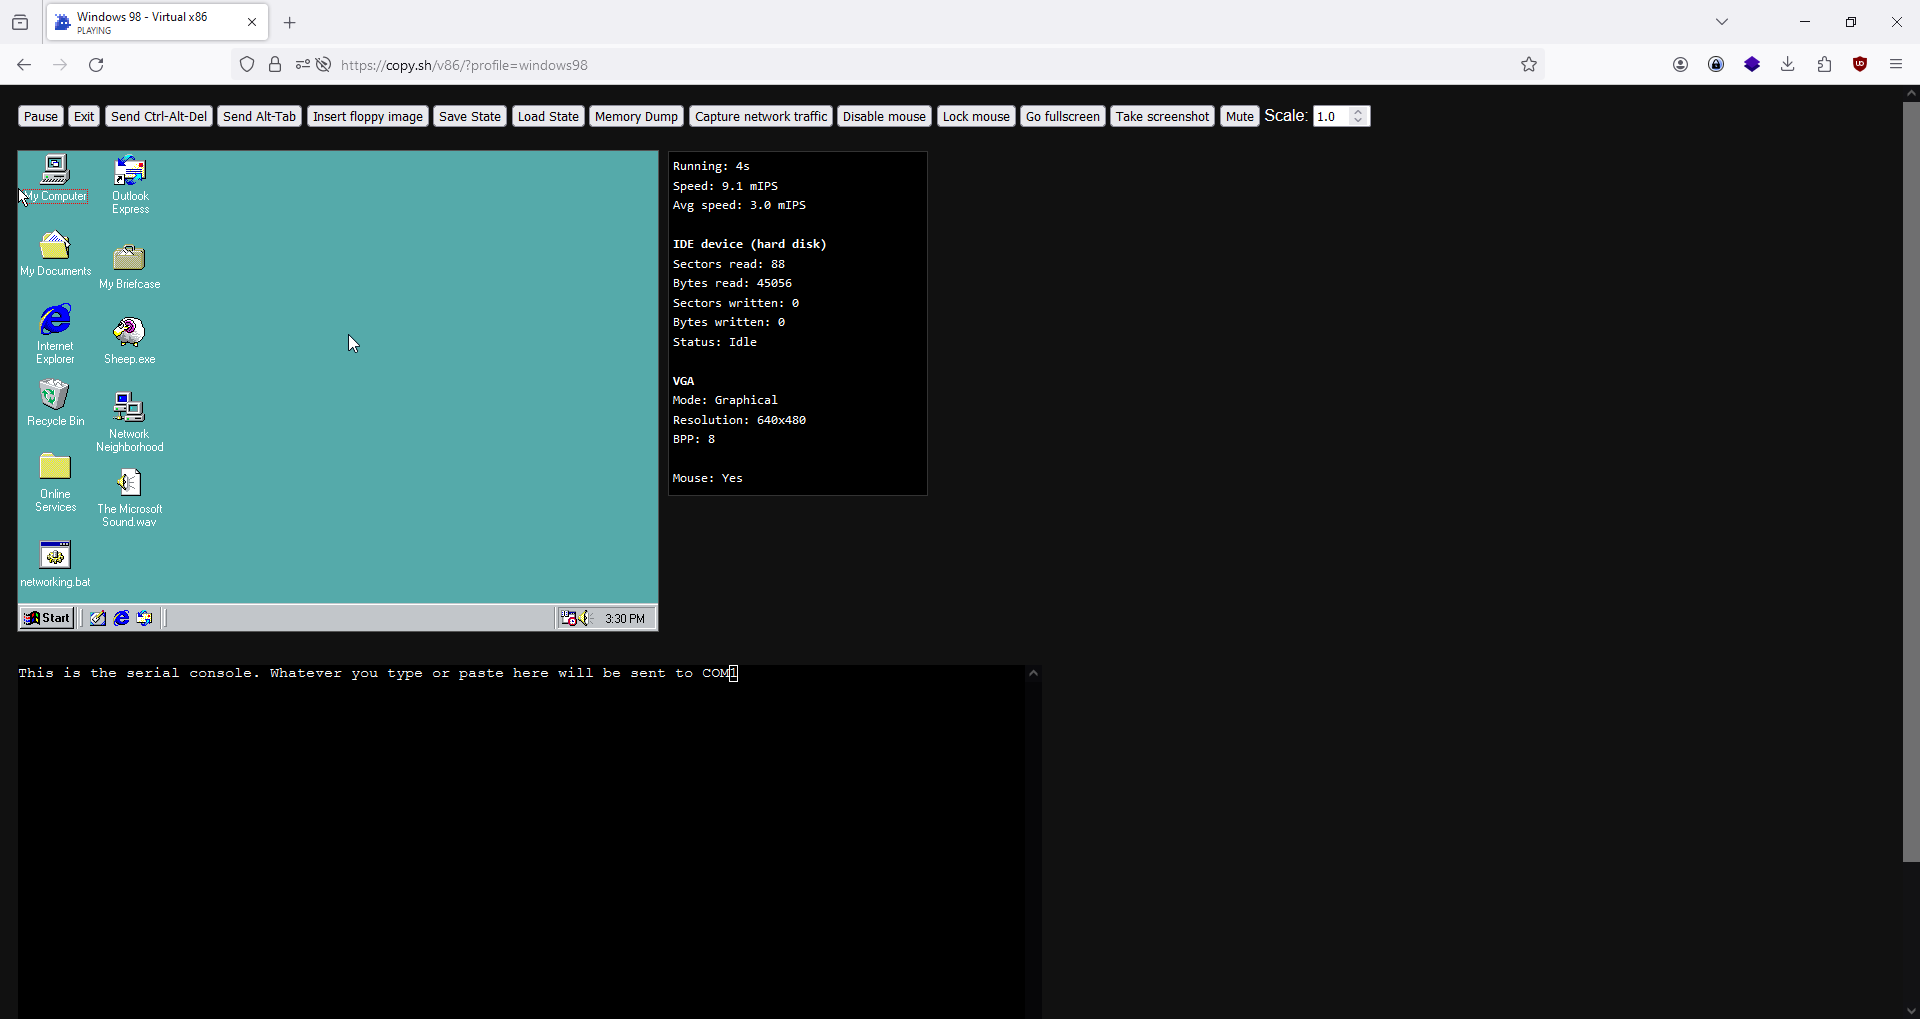 Windows 98 - Virtual x86
PLAYING
https://copy.sh/v86/?profile=windows98
Pause Exit Send Ctrl-Alt-Del Send Alt-Tab Insert floppy image Save State Load State Memory Dump Capture network traffic Disable mouse Lock mouse Go fullscreen Take screenshot Mute Scale: 1.0
My Computer
Outlook
Express
My Documents
My Briefcase
Internet
Explorer
Sheep.exe
Recycle Bin
Network
Neighborhood
Online
Services
The Microsoft
Sound.wav
networking.bat
Start
3:30 PM
Running: 4s
Speed: 9.1 mIPS
Avg speed: 3.0 mIPS
IDE device (hard disk)
Sectors read: 88
Bytes read: 45056
Sectors written: 0
Bytes written: 0
Status: Idle
VGA
Mode: Graphical
Resolution: 640x480
BPP: 8
Mouse: Yes
This is the serial console. Whatever you type or paste here will be sent to COM1